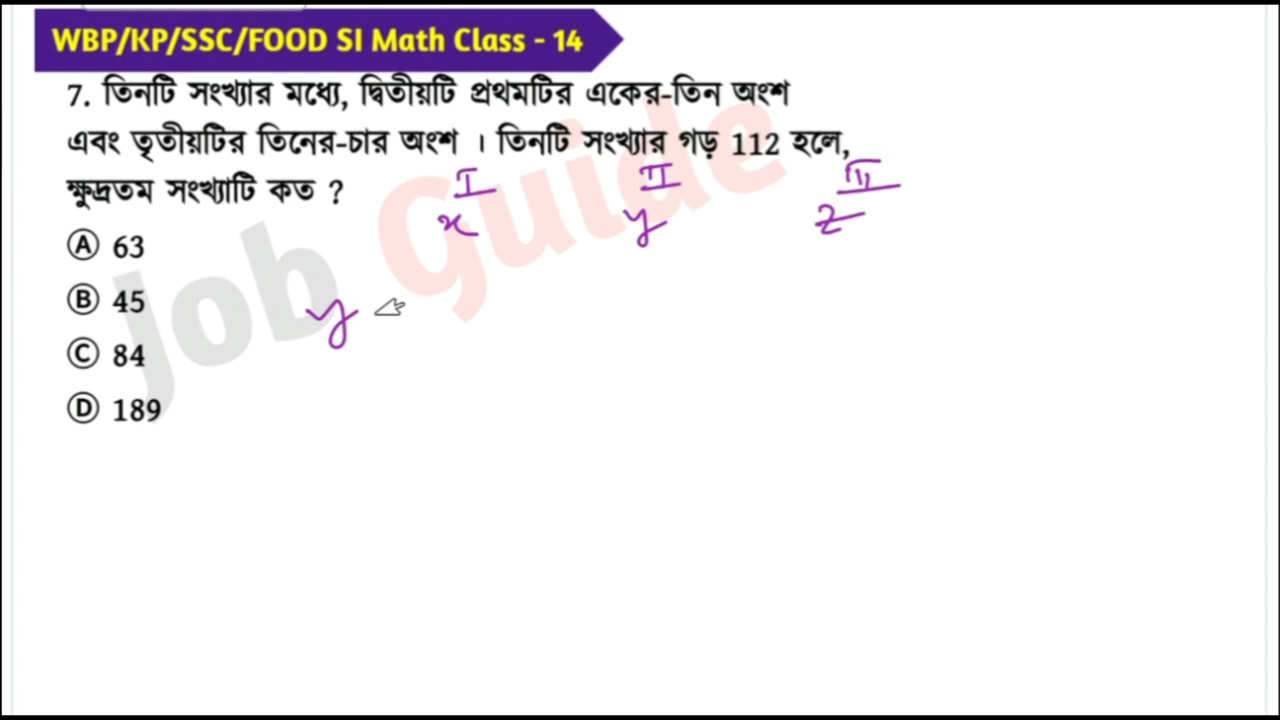 WBP/KP/SSC/FOOD SI Math Class - 14
7. তিনটি সংখ্যার মধ্যে, দ্বিতীয়টি প্রথমটির একের-তিন অংশ
এবং তৃতীয়টির তিনের-চার অংশ । তিনটি সংখ্যার গড় 112 হলে,
ক্ষুদ্রতম সংখ্যাটি কত ?
I II III
x y z
A 63
B 45
C 84
D 189
y
Job Guide